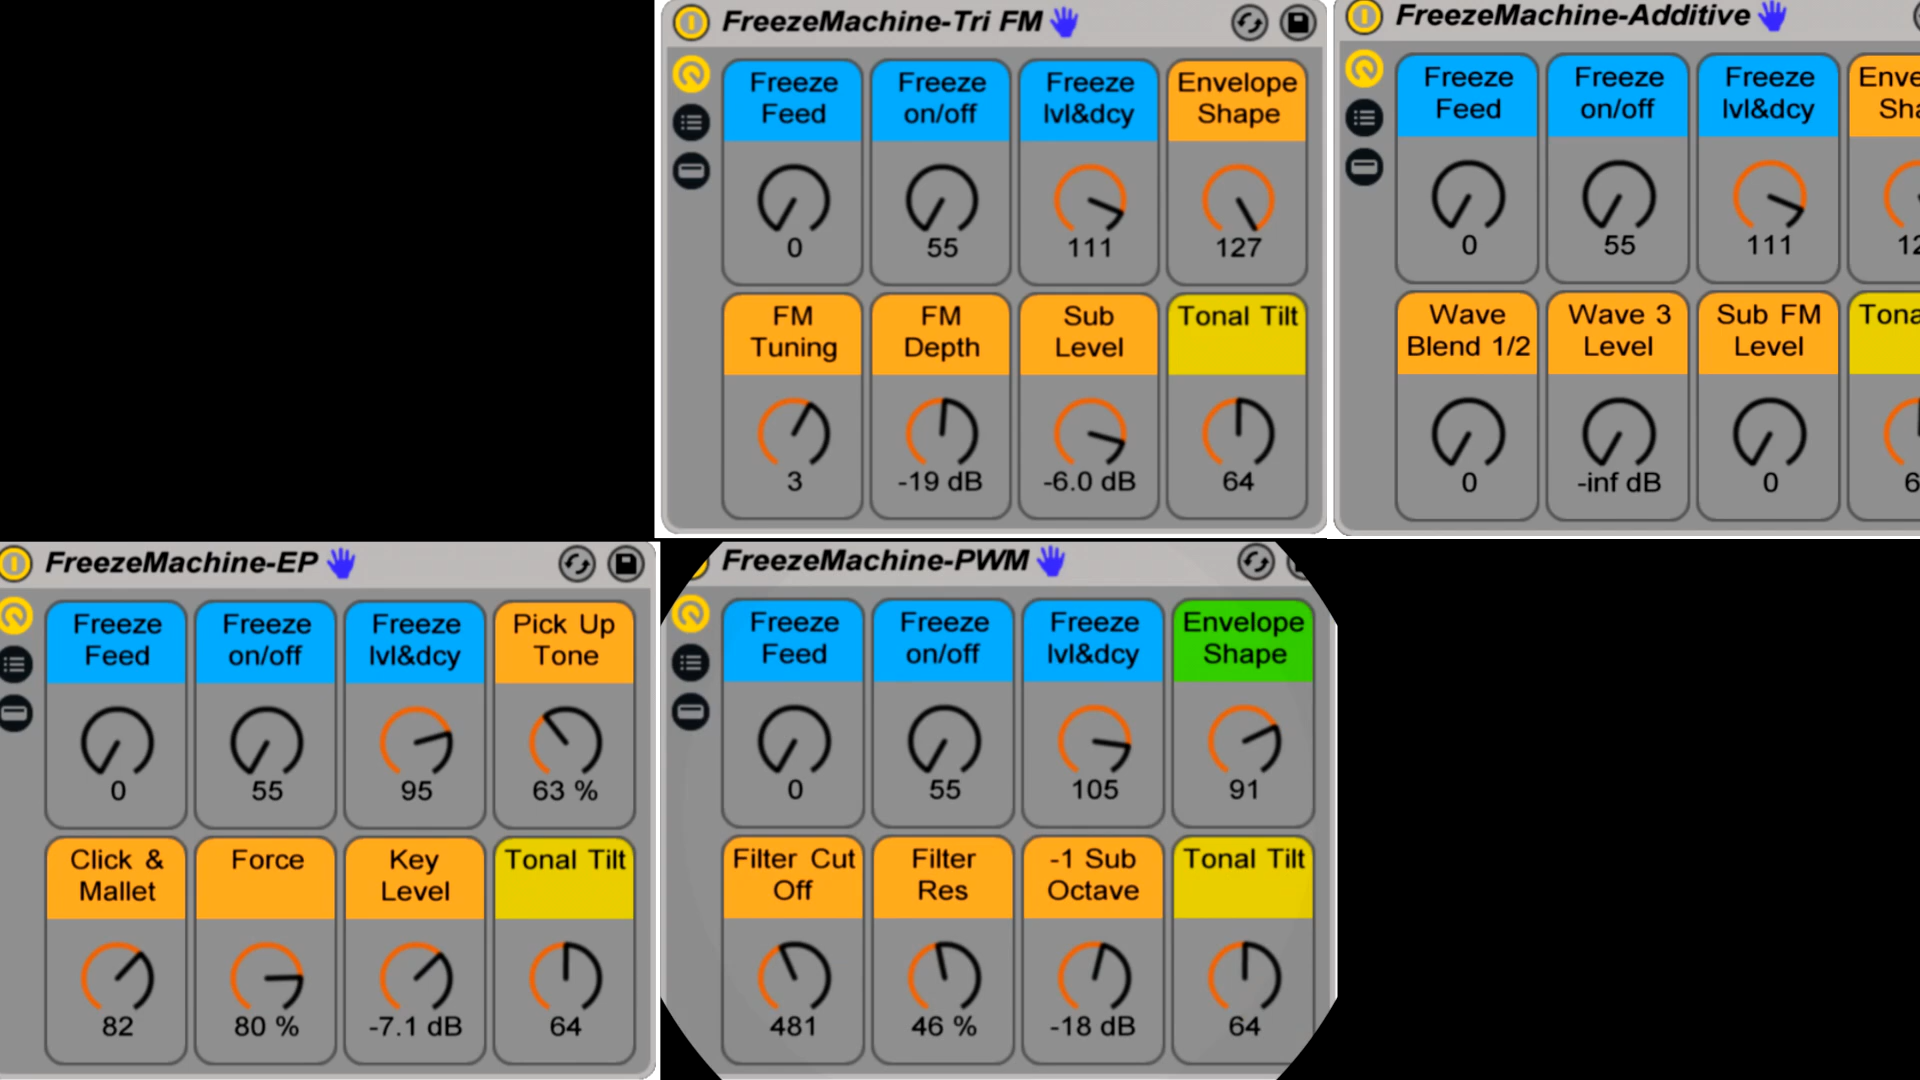 FreezeMachine-Tri FM
Freeze Feed
Freeze on/off
Freeze lvl&dcy
Envelope Shape
0
55
111
127
FM Tuning
FM Depth
Sub Level
Tonal Tilt
3
-19 dB
-6.0 dB
64
FreezeMachine-Additive
Freeze Feed
Freeze on/off
Freeze lvl&dcy
0
55
111
Wave Blend 1/2
Wave 3 Level
Sub FM Level
0
-inf dB
0
FreezeMachine-EP
Freeze Feed
Freeze on/off
Freeze lvl&dcy
Pick Up Tone
0
55
95
63 %
Click & Mallet
Force
Key Level
Tonal Tilt
82
80 %
-7.1 dB
64
FreezeMachine-PWM
Freeze Feed
Freeze on/off
Freeze lvl&dcy
Envelope Shape
0
55
105
91
Filter Cut Off
Filter Res
-1 Sub Octave
Tonal Tilt
481
46 %
-18 dB
64